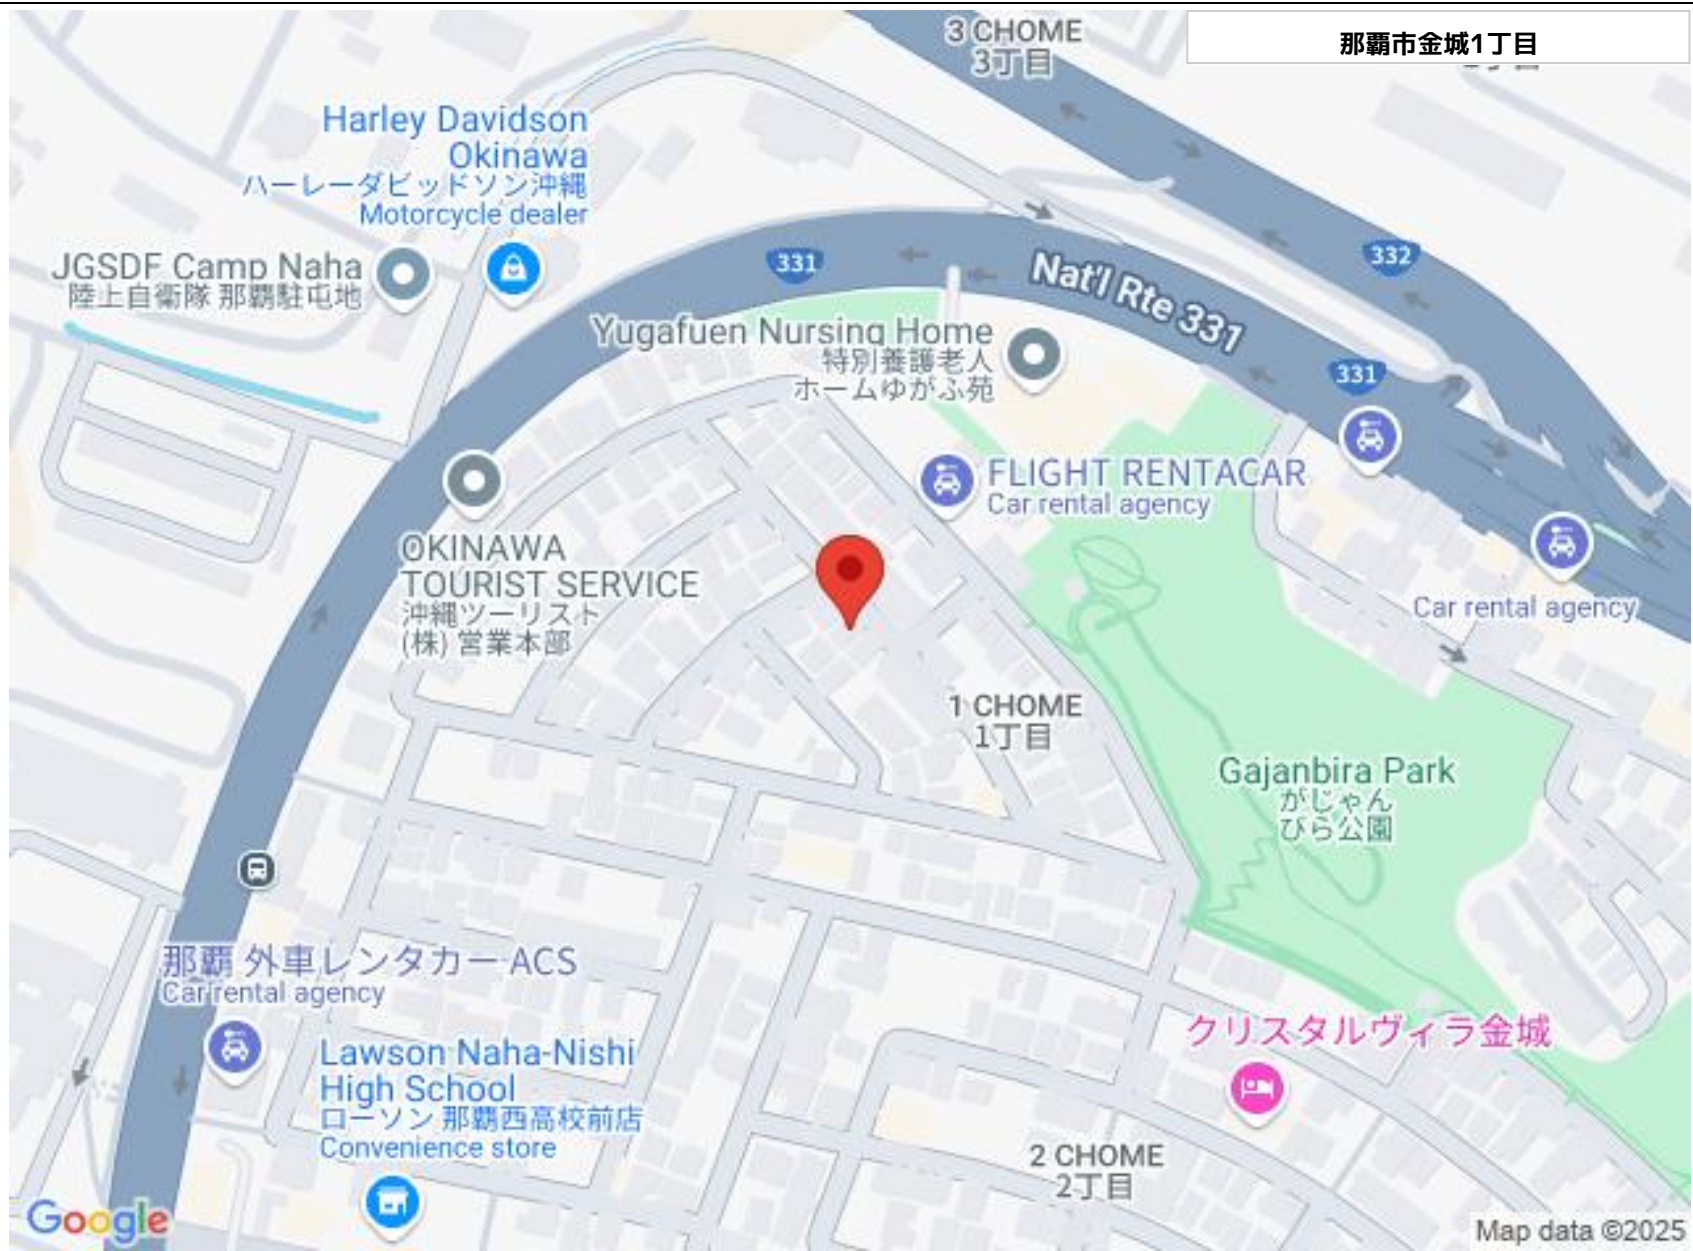 3 CHOME
3丁目
那覇市金城1丁目
Harley Davidson
Okinawa
ハーレーダビッドソン沖縄
Motorcycle dealer
JGSDF Camp Naha
陸上自衛隊 那覇駐屯地
331
Nat'l Rte 331
332
Yugafuen Nursing Home
特別養護老人
ホームゆがふ苑
331
FLIGHT RENTACAR
Car rental agency
OKINAWA
TOURIST SERVICE
沖縄ツーリスト
(株) 営業本部
Car rental agency
1 CHOME
1丁目
Gajanbira Park
がじゃん
びら公園
那覇 外車レンタカー ACS
Car rental agency
クリスタルヴィラ金城
Lawson Naha-Nishi
High School
ローソン 那覇西高校前店
Convenience store
2 CHOME
2丁目
Google
Map data ©2025